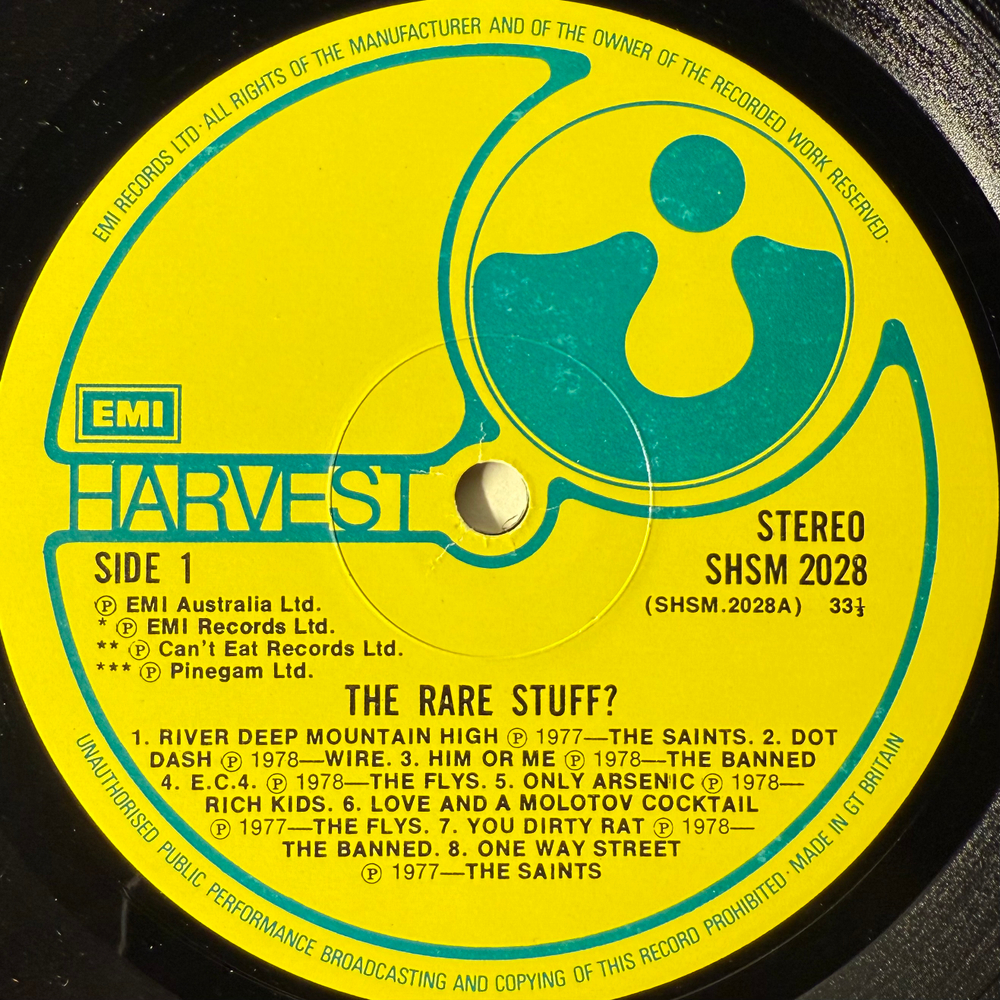 EMI RECORDS LTD · ALL RIGHTS OF THE MANUFACTURER AND OF THE OWNER OF THE RECORDED WORK RESERVED ·
EMI
HARVEST
STEREO
SIDE 1
SHSM 2028
℗ EMI Australia Ltd.
(SHSM.2028A) 33⅓
* ℗ EMI Records Ltd.
** ℗ Can't Eat Records Ltd.
*** ℗ Pinegam Ltd.
THE RARE STUFF?
1. RIVER DEEP MOUNTAIN HIGH ℗ 1977—THE SAINTS. 2. DOT
DASH ℗ 1978—WIRE. 3. HIM OR ME ℗ 1978—THE BANNED
4. E.C.4. ℗ 1978—THE FLYS. 5. ONLY ARSENIC ℗ 1978—
RICH KIDS. 6. LOVE AND A MOLOTOV COCKTAIL
℗ 1977—THE FLYS. 7. YOU DIRTY RAT ℗ 1978—
THE BANNED. 8. ONE WAY STREET
℗ 1977—THE SAINTS
UNAUTHORISED PUBLIC PERFORMANCE BROADCASTING AND COPYING OF THIS RECORD PROHIBITED · MADE IN GT BRITAIN